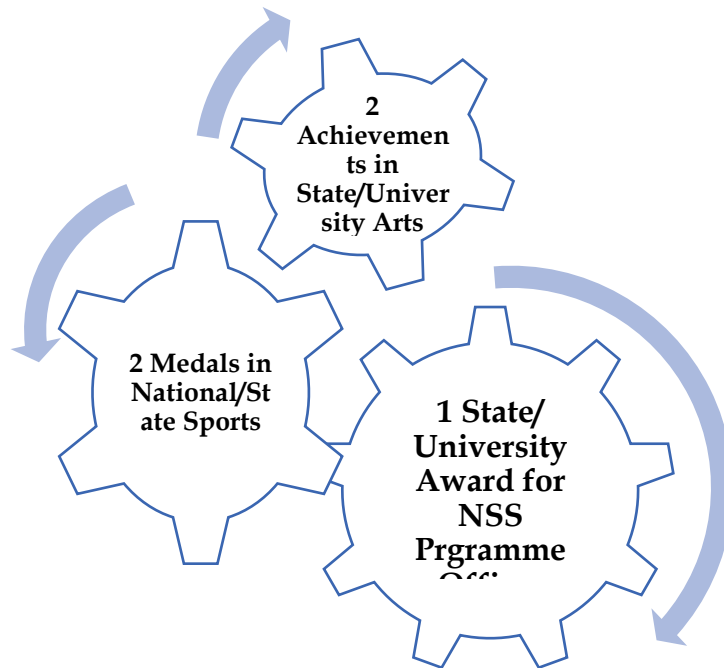 2
Achievemen
ts in
State/Univer
sity Arts
2 Medals in
National/St
ate Sports
1 State/
University
Award for
NSS
Prgramme